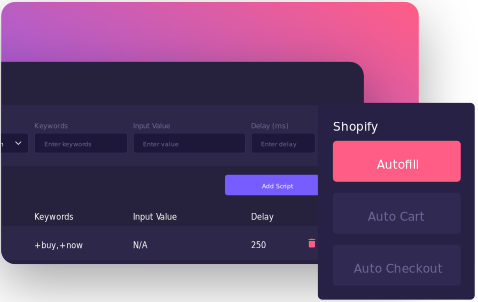 Keywords Input Value Delay (ms)
Enter keywords Enter value Enter delay
Add Script
Keywords Input Value Delay
+buy,+now N/A 250
Shopify
Autofill
Auto Cart
Auto Checkout